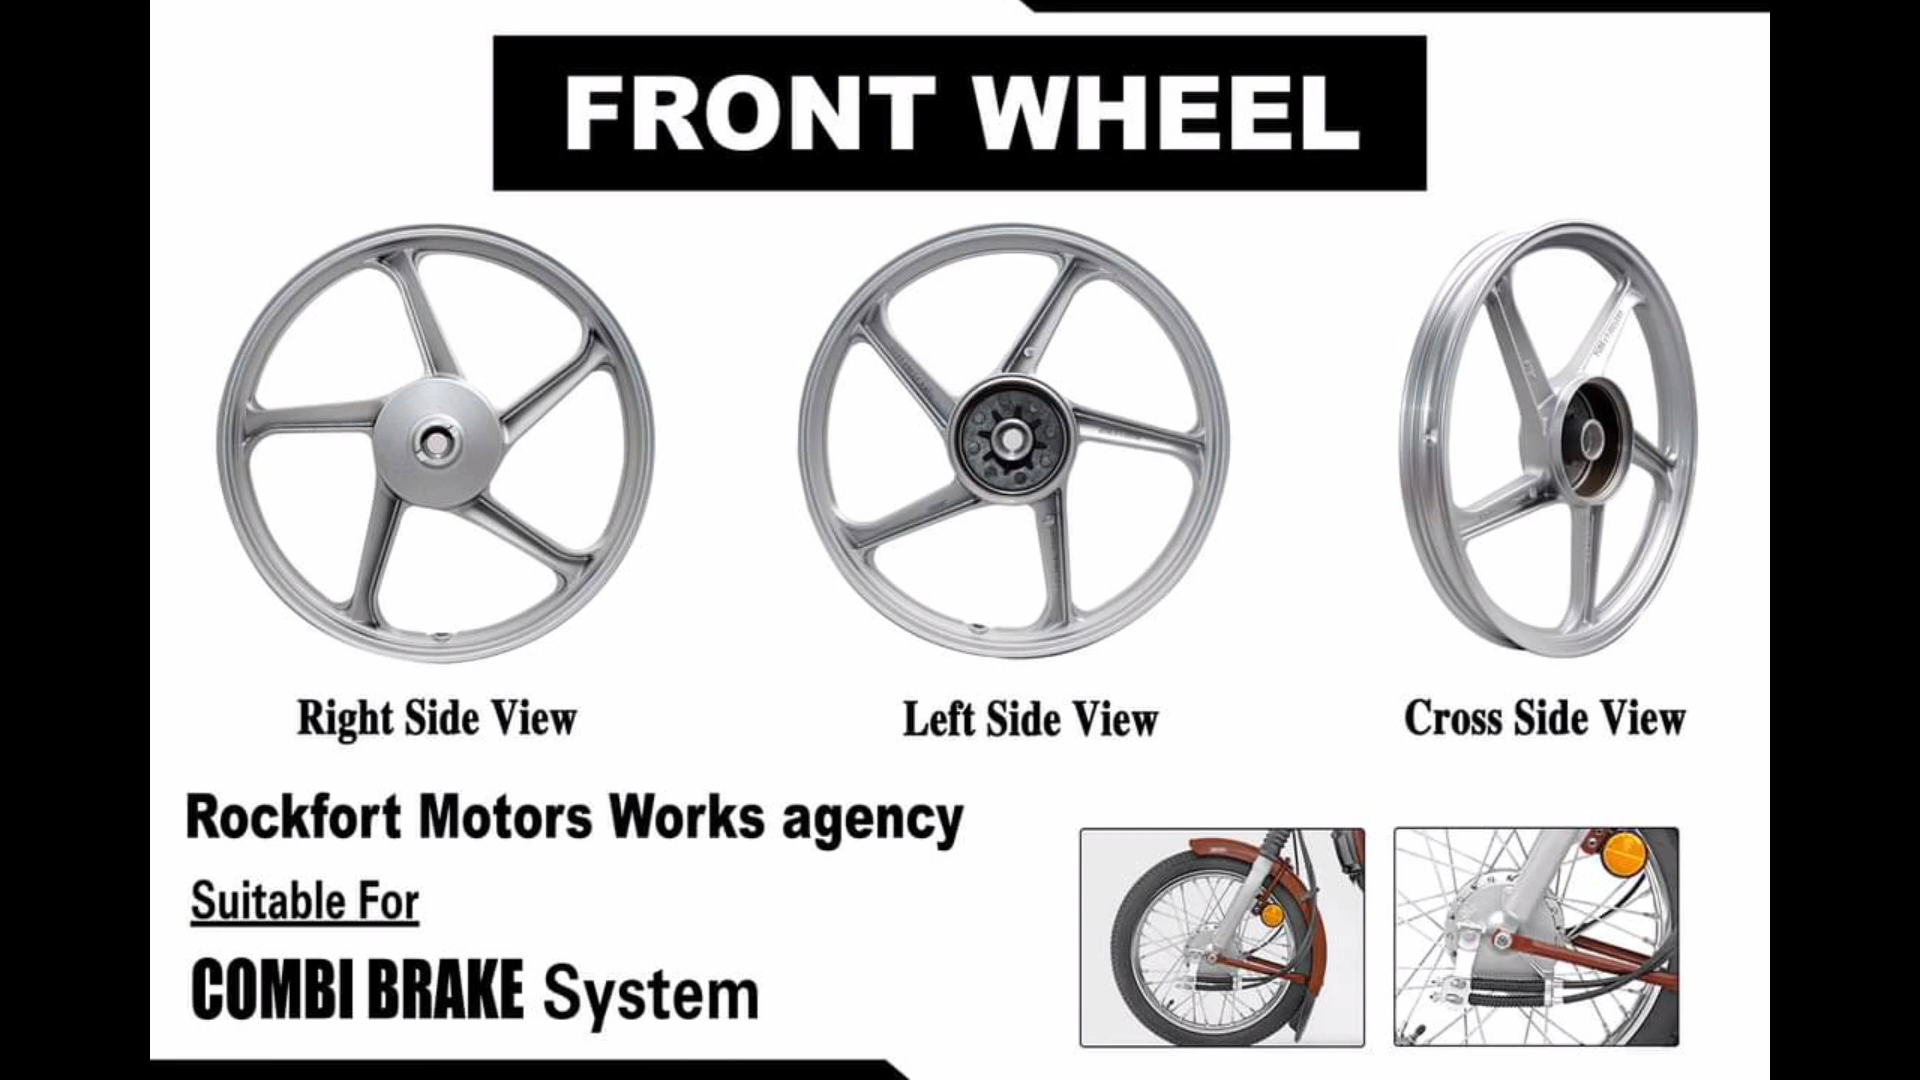 FRONT WHEEL
Right Side View
Left Side View
Cross Side View
Rockfort Motors Works agency
Suitable For
COMBI BRAKE System